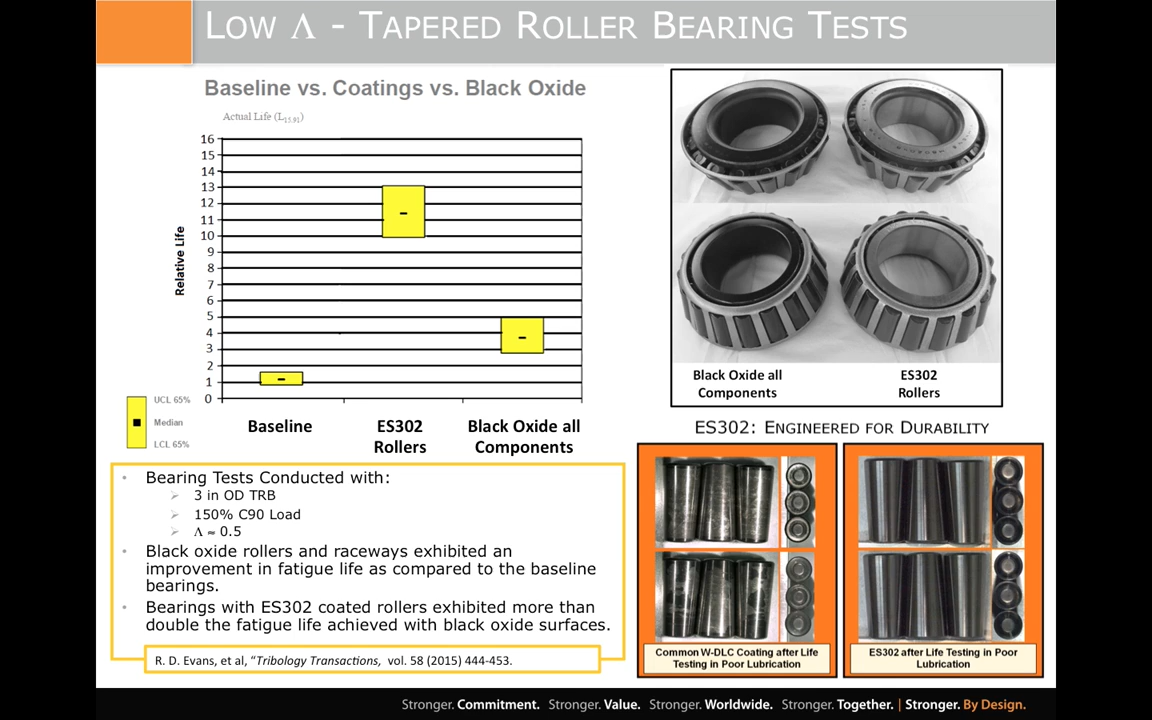 LOW Λ - TAPERED ROLLER BEARING TESTS
Baseline vs. Coatings vs. Black Oxide
Actual Life (L15.91)
Relative Life
16
15
14
13
12
11
10
9
8
7
6
5
4
3
2
1
0
UCL 65%
Median
LCL 65%
Baseline
ES302
Rollers
Black Oxide all
Components
Black Oxide all
Components
ES302
Rollers
ES302: ENGINEERED FOR DURABILITY
• Bearing Tests Conducted with:
➢ 3 in OD TRB
➢ 150% C90 Load
➢ Λ ≈ 0.5
• Black oxide rollers and raceways exhibited an
improvement in fatigue life as compared to the baseline
bearings.
• Bearings with ES302 coated rollers exhibited more than
double the fatigue life achieved with black oxide surfaces.
R. D. Evans, et al, "Tribology Transactions, vol. 58 (2015) 444-453.
Common W-DLC Coating after Life
Testing in Poor Lubrication
ES302 after Life Testing in Poor
Lubrication
Stronger. Commitment. Stronger. Value. Stronger. Worldwide. Stronger. Together. | Stronger. By Design.